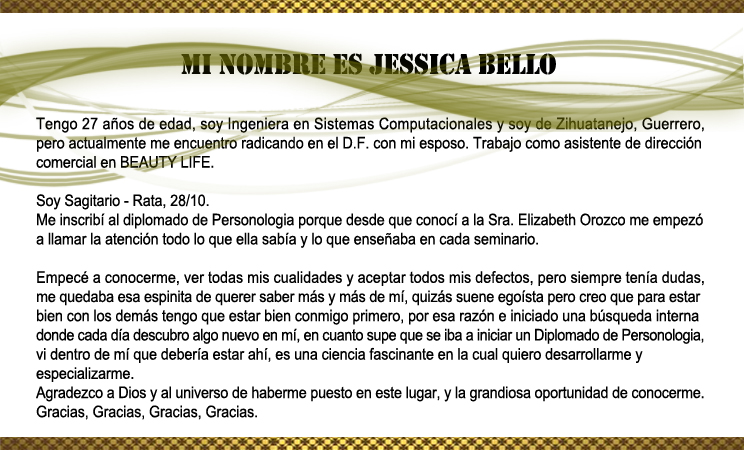 MI NOMBRE ES JESSICA BELLO
Tengo 27 años de edad, soy Ingeniera en Sistemas Computacionales y soy de Zihuatanejo, Guerrero,
pero actualmente me encuentro radicando en el D.F. con mi esposo. Trabajo como asistente de dirección
comercial en BEAUTY LIFE.
Soy Sagitario - Rata, 28/10.
Me inscribí al diplomado de Personologia porque desde que conocí a la Sra. Elizabeth Orozco me empezó
a llamar la atención todo lo que ella sabía y lo que enseñaba en cada seminario.
Empecé a conocerme, ver todas mis cualidades y aceptar todos mis defectos, pero siempre tenía dudas,
me quedaba esa espinita de querer saber más y más de mí, quizás suene egoísta pero creo que para estar
bien con los demás tengo que estar bien conmigo primero, por esa razón e iniciado una búsqueda interna
donde cada día descubro algo nuevo en mí, en cuanto supe que se iba a iniciar un Diplomado de Personologia,
vi dentro de mí que debería estar ahí, es una ciencia fascinante en la cual quiero desarrollarme y
especializarme.
Agradezco a Dios y al universo de haberme puesto en este lugar, y la grandiosa oportunidad de conocerme.
Gracias, Gracias, Gracias, Gracias.